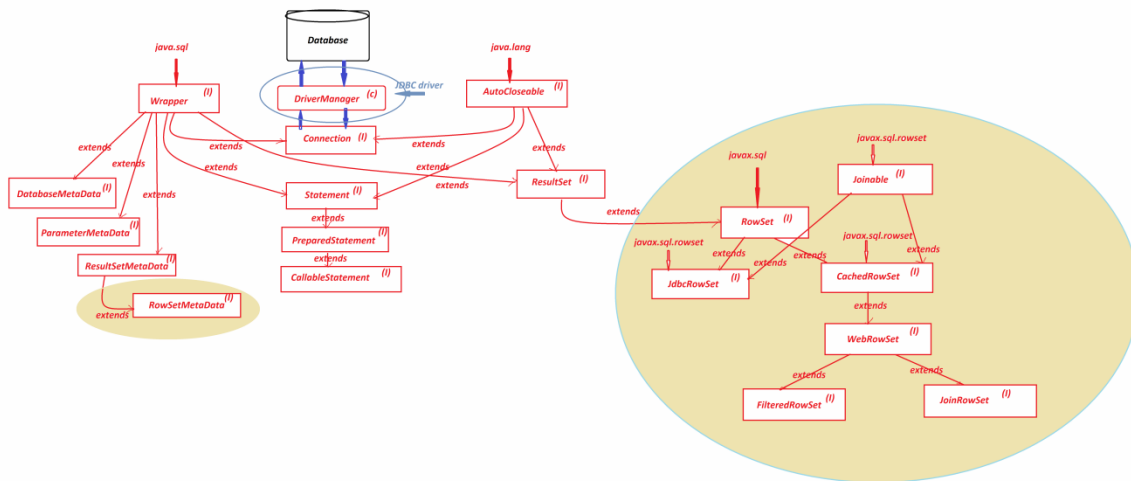 Database
java.sql
java.lang
JDBC driver
Wrapper (I)
DriverManager (c)
AutoCloseable (I)
Connection (I)
extends
extends
extends
extends
extends
extends
extends
extends
extends
DatabaseMetaData (I)
ParameterMetaData (I)
ResultSetMetaData (I)
RowSetMetaData (I)
extends
Statement (I)
extends
PreparedStatement (I)
extends
CallableStatement (I)
ResultSet (I)
extends
javax.sql
javax.sql.rowset
Joinable (I)
RowSet (I)
javax.sql.rowset
javax.sql.rowset
extends
extends
extends
JdbcRowSet (I)
CachedRowSet (I)
extends
WebRowSet (I)
extends
extends
FilteredRowSet (I)
JoinRowSet (I)